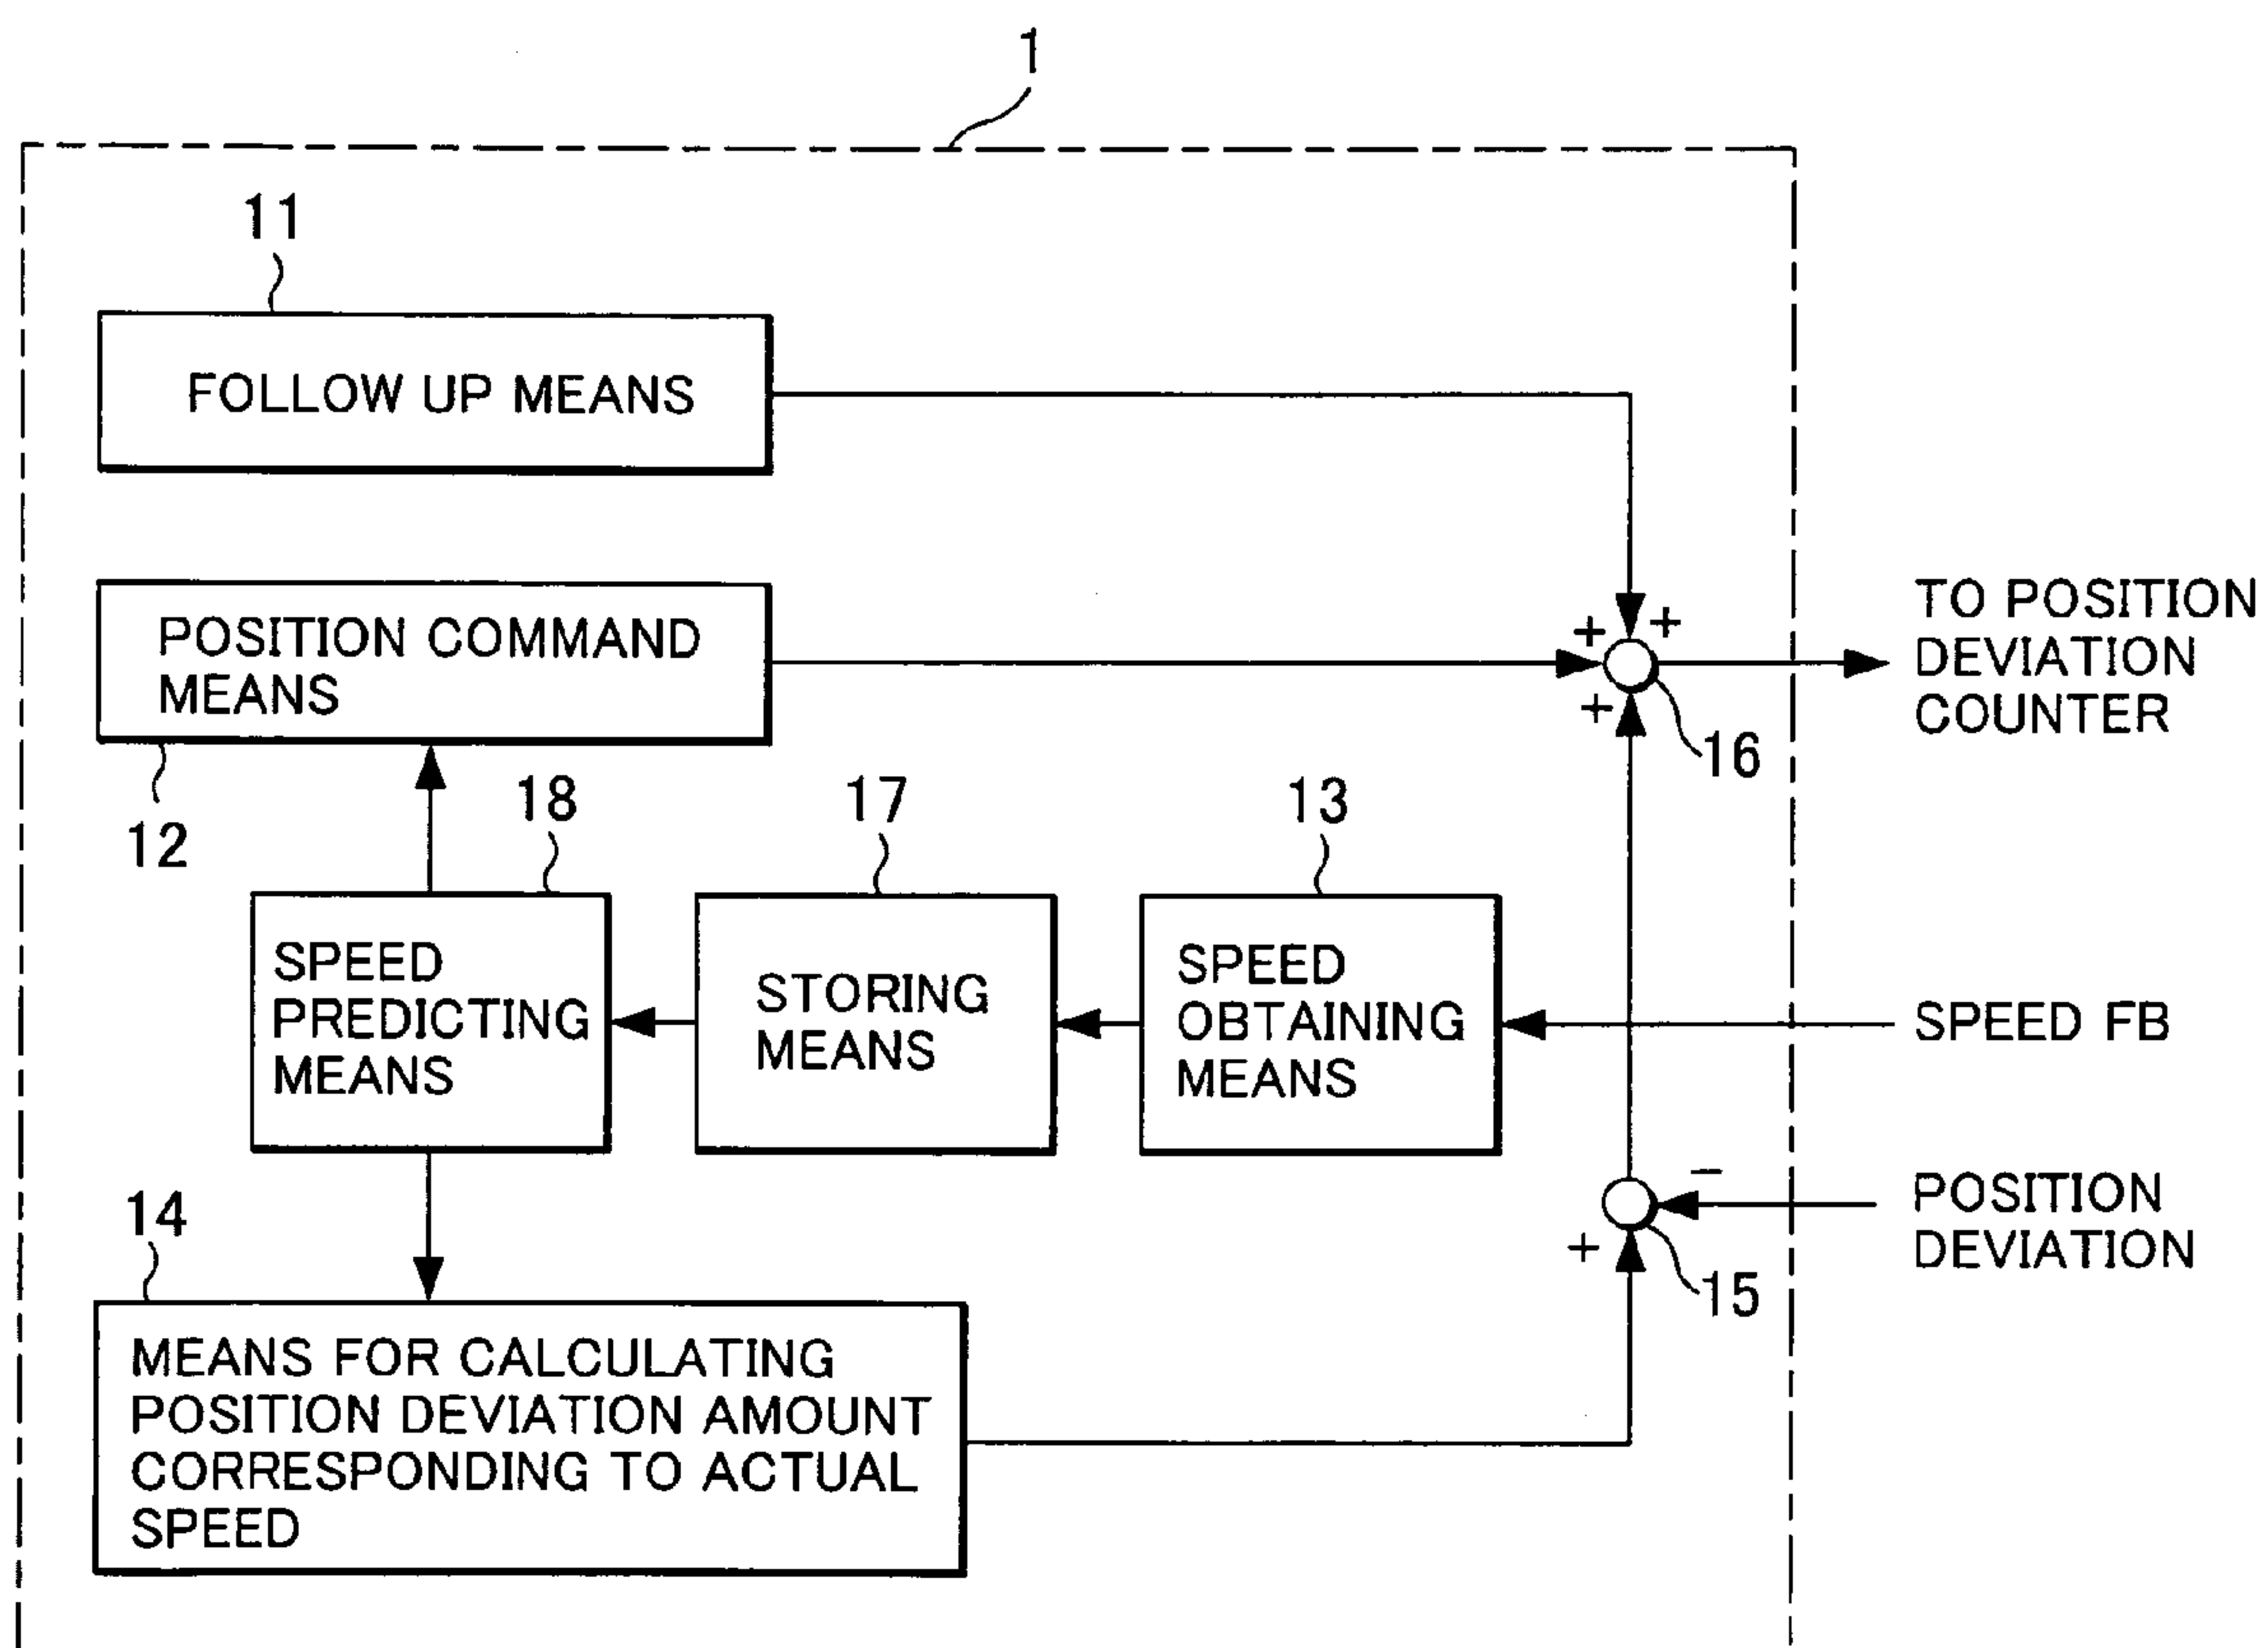 1
11
FOLLOW UP MEANS
POSITION COMMAND
MEANS
+ +
+
16
TO POSITION
DEVIATION
COUNTER
12
18
17
13
SPEED
PREDICTING
MEANS
STORING
MEANS
SPEED
OBTAINING
MEANS
SPEED FB
14
−
+
15
POSITION
DEVIATION
MEANS FOR CALCULATING
POSITION DEVIATION AMOUNT
CORRESPONDING TO ACTUAL
SPEED